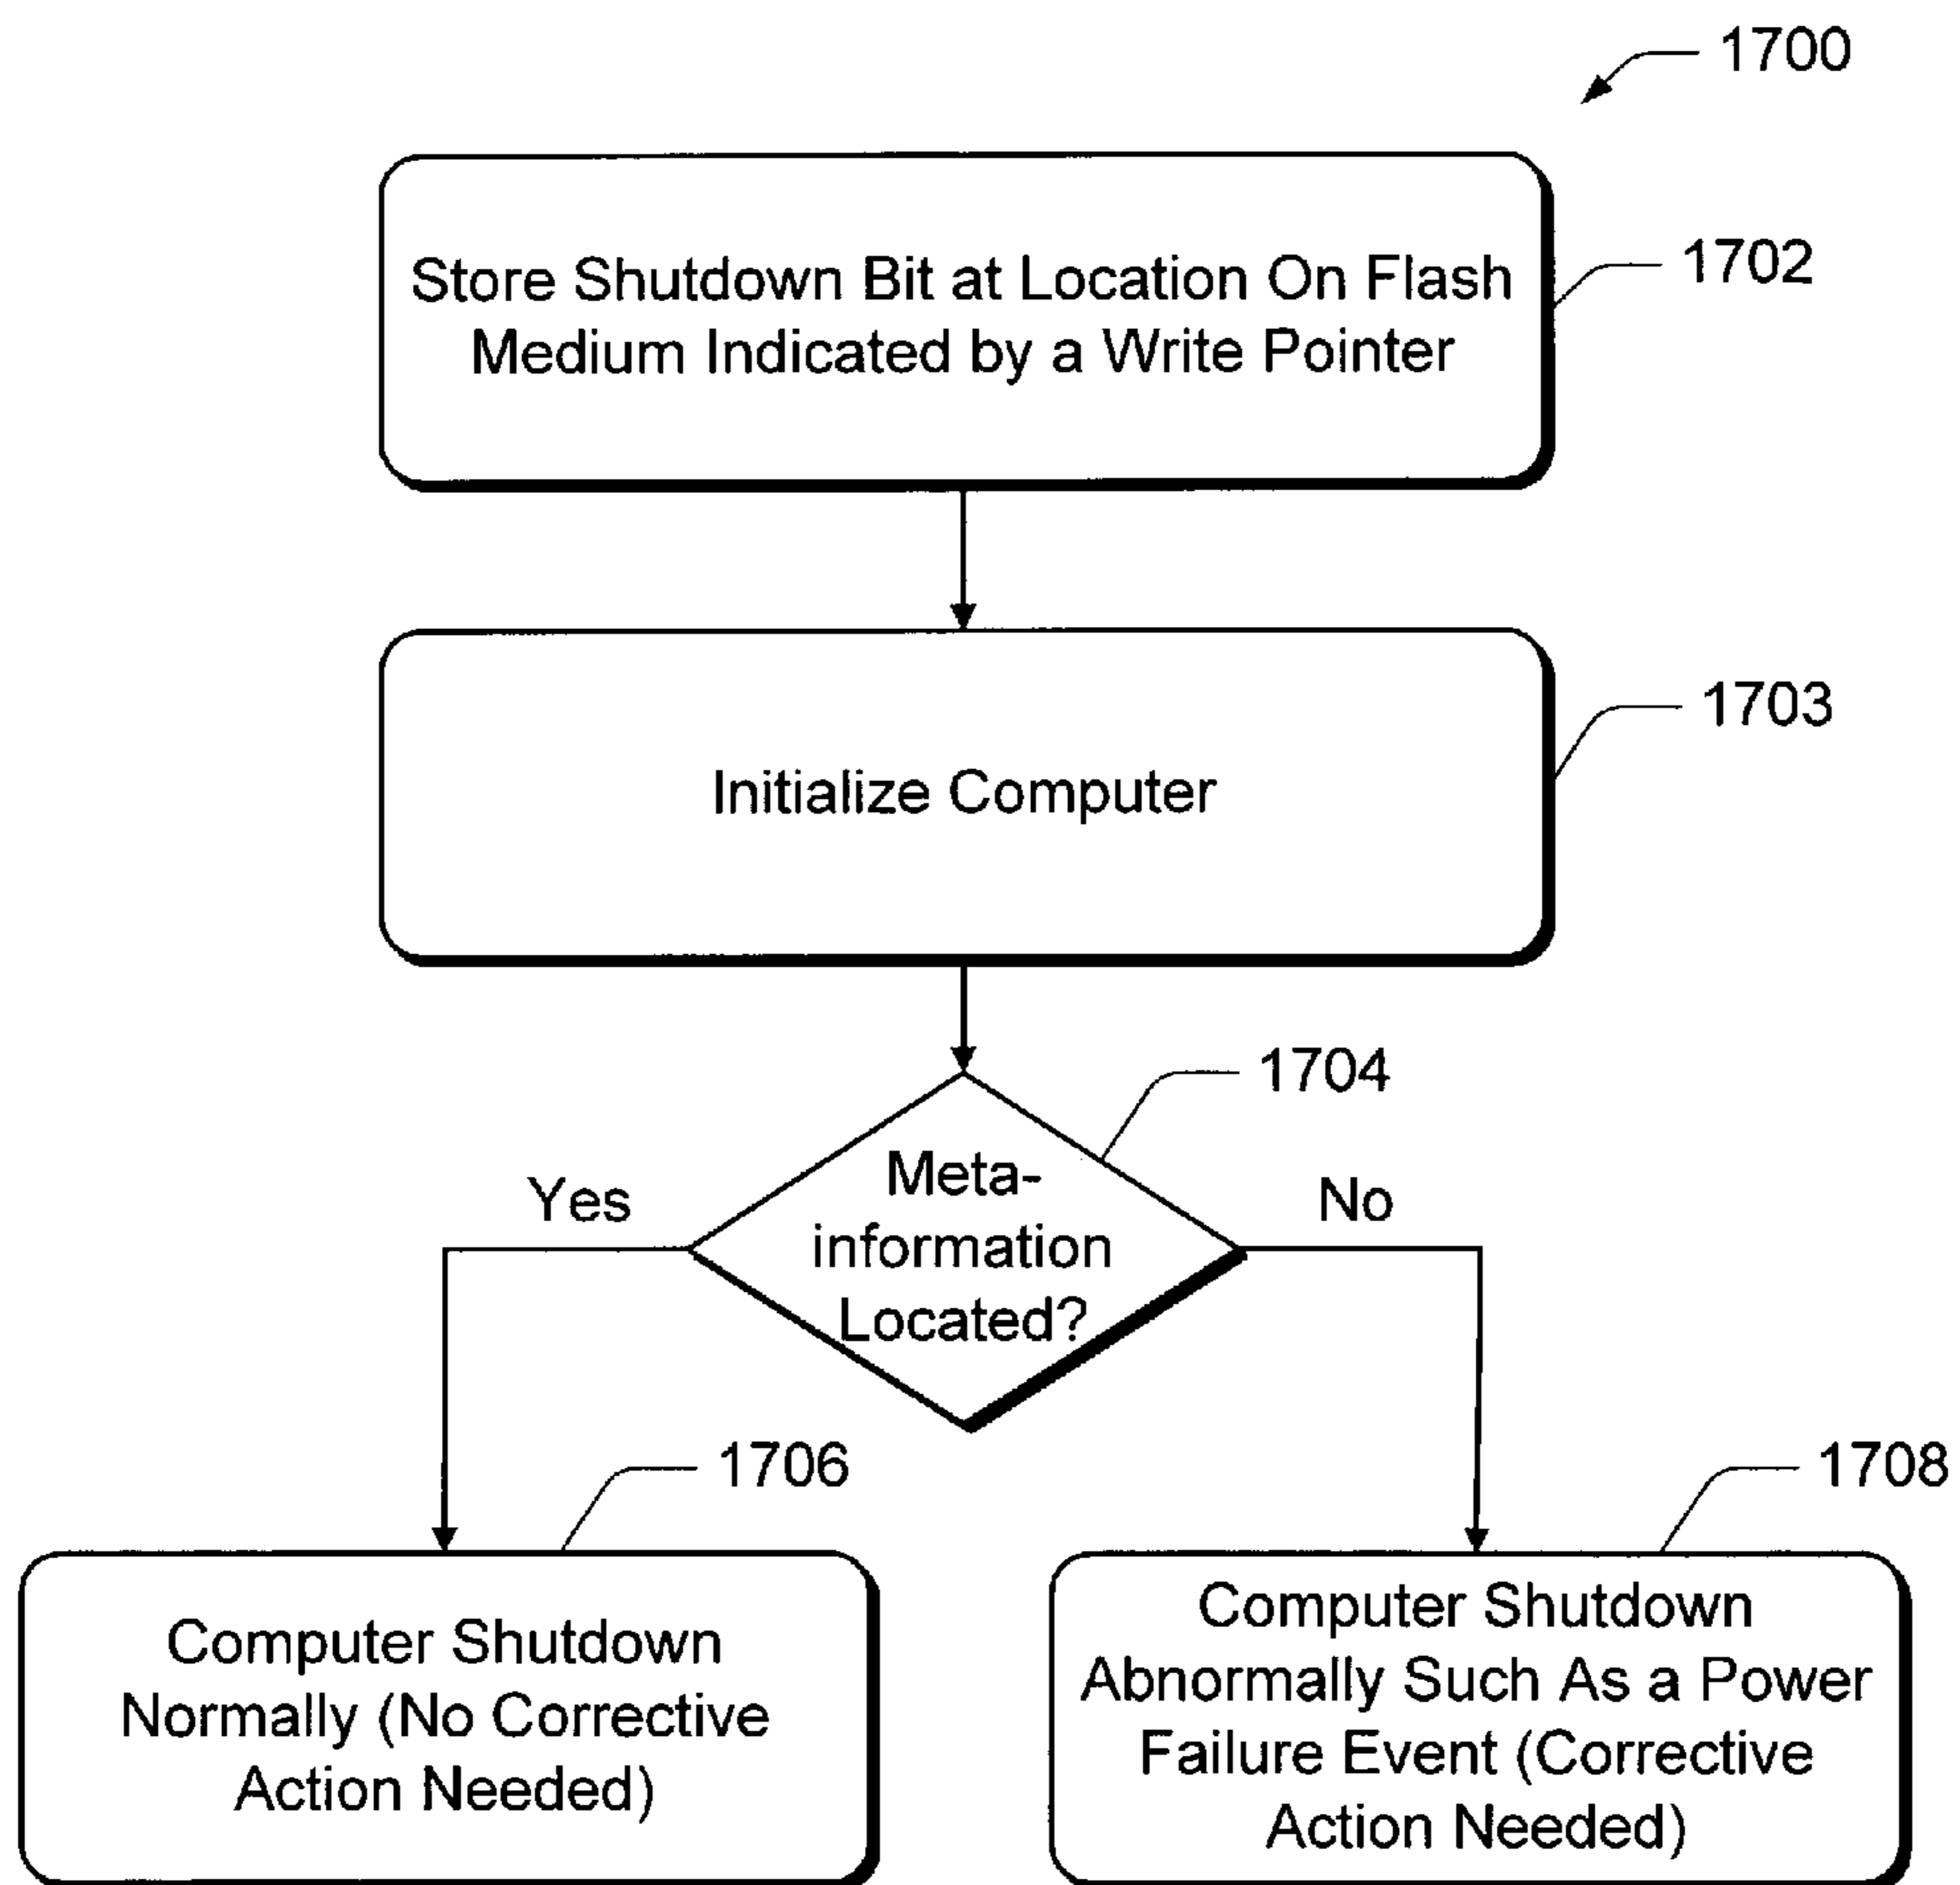 1700
Store Shutdown Bit at Location On Flash
Medium Indicated by a Write Pointer
1702
Initialize Computer
1703
1704
Meta-
information
Located?
Yes
No
1706
1708
Computer Shutdown
Normally (No Corrective
Action Needed)
Computer Shutdown
Abnormally Such As a Power
Failure Event (Corrective
Action Needed)